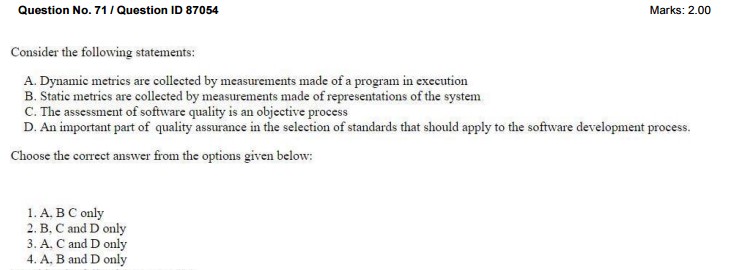 Question No. 71 / Question ID 87054 Marks: 2.00
Consider the following statements:
A. Dynamic metrics are collected by measurements made of a program in execution
B. Static metrics are collected by measurements made of representations of the system
C. The assessment of software quality is an objective process
D. An important part of quality assurance in the selection of standards that should apply to the software development process.
Choose the correct answer from the options given below:
1. A, B C only
2. B, C and D only
3. A, C and D only
4. A, B and D only